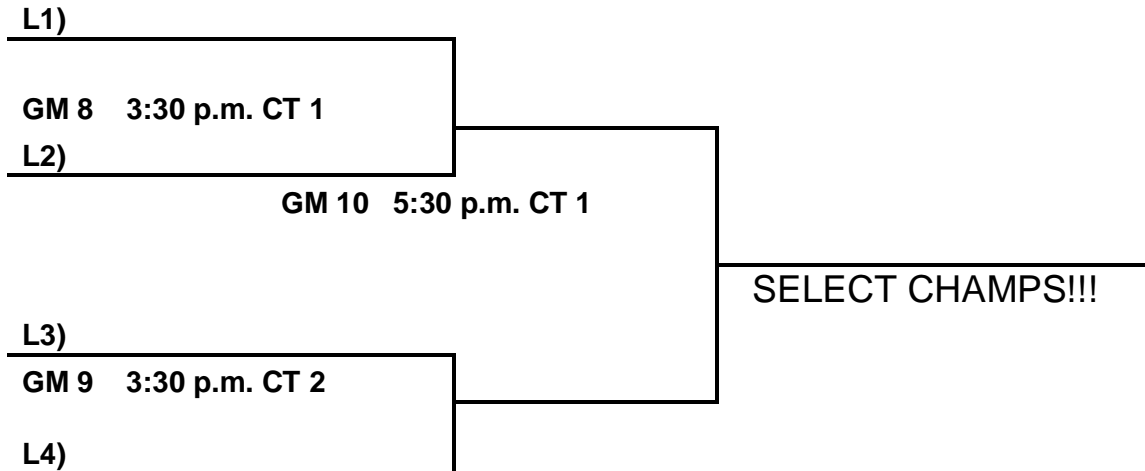 L1)
GM 8 3:30 p.m. CT 1
L2)
GM 10 5:30 p.m. CT 1
SELECT CHAMPS!!!
L3)
GM 9 3:30 p.m. CT 2
L4)